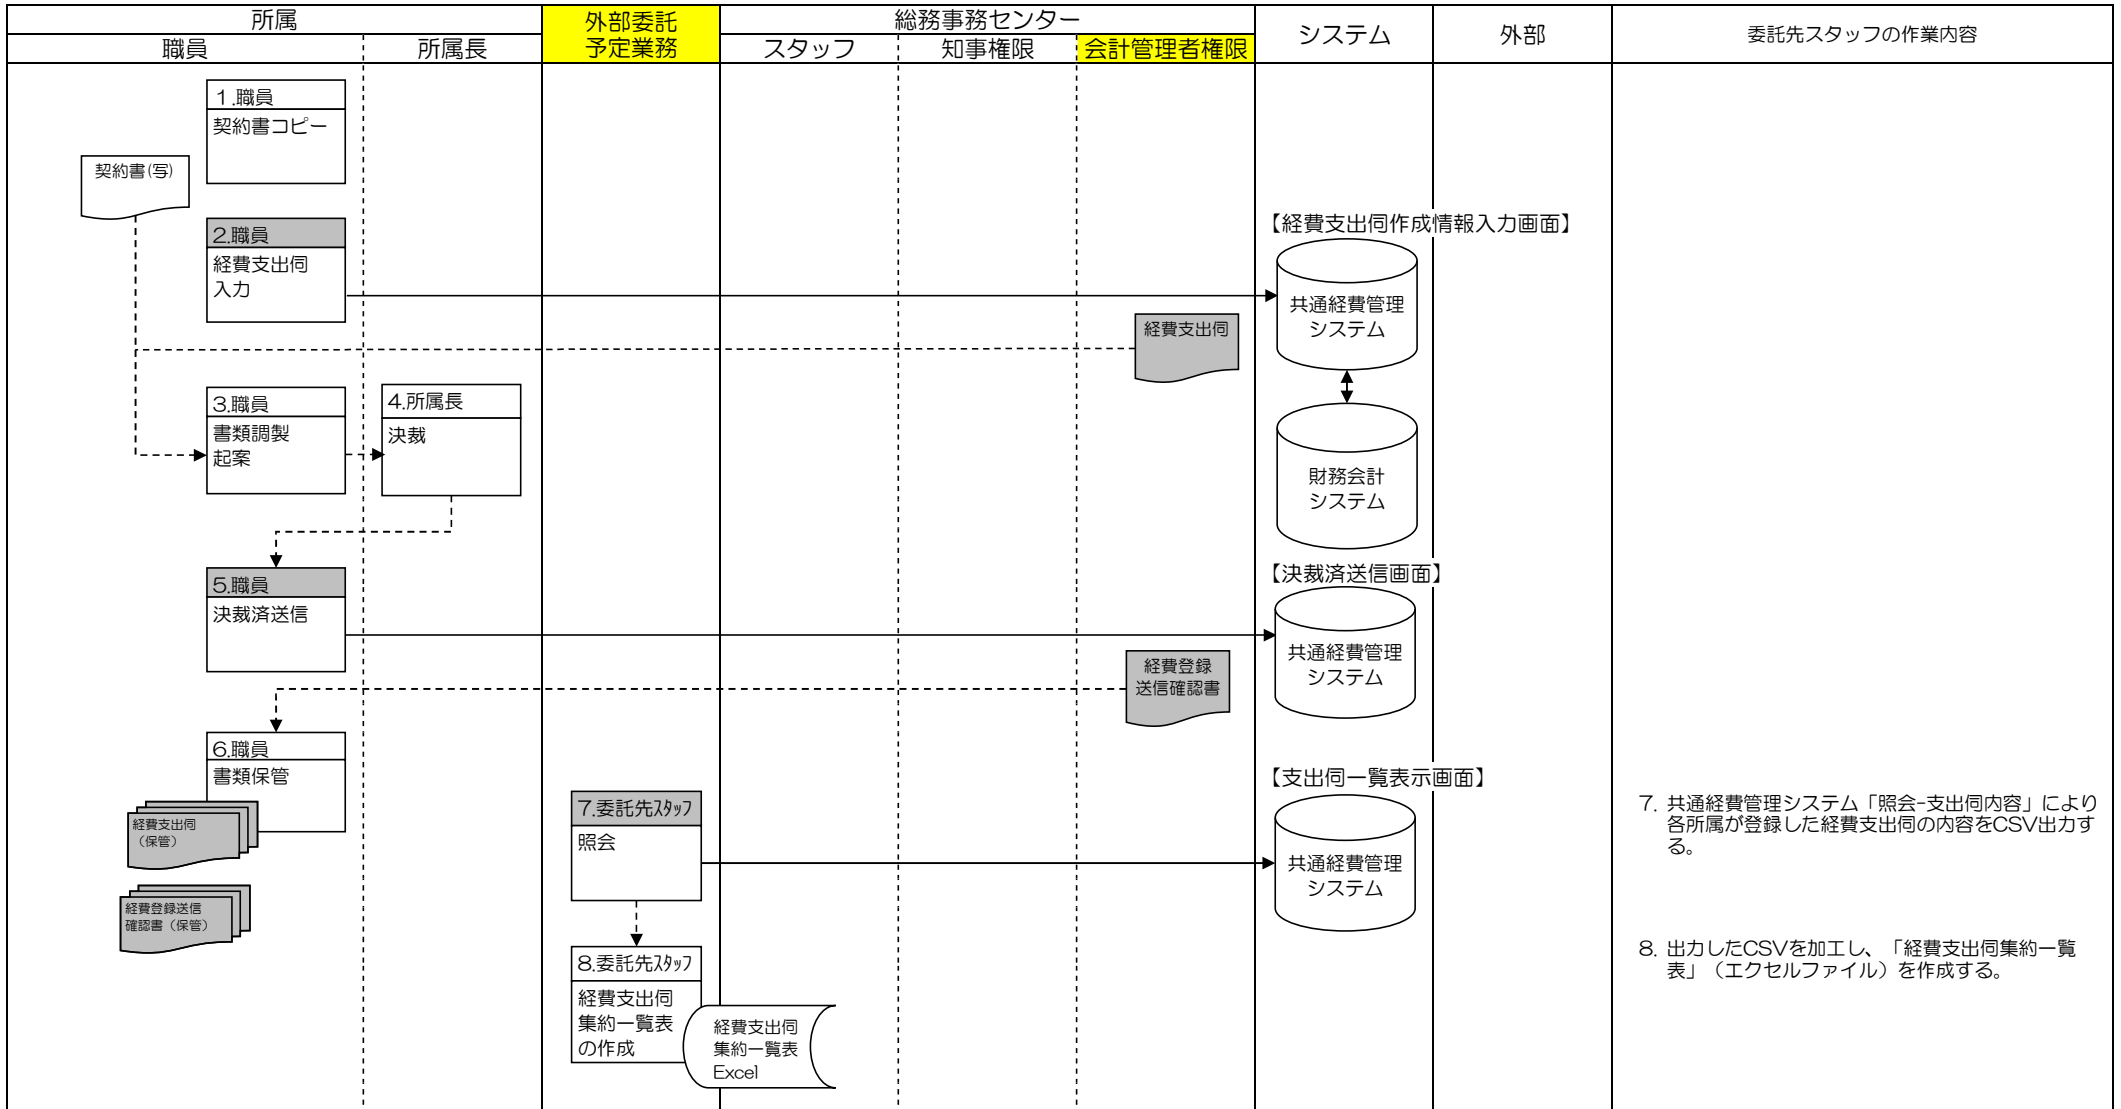 所属
外部委託
予定業務
総務事務センター
システム
外部
委託先スタッフの作業内容
職員
所属長
スタッフ
知事権限
会計管理者権限
1.職員
契約書コピー
契約書(写)
2.職員
経費支出伺
入力
【経費支出伺作成情報入力画面】
共通経費管理
システム
経費支出伺
3.職員
書類調製
起案
4.所属長
決裁
財務会計
システム
5.職員
決裁済送信
【決裁済送信画面】
共通経費管理
システム
経費登録
送信確認書
6.職員
書類保管
経費支出伺
（保管）
経費登録送信
確認書（保管）
7.委託先ｽﾀｯﾌ
照会
【支出伺一覧表示画面】
共通経費管理
システム
7. 共通経費管理システム「照会-支出伺内容」により
各所属が登録した経費支出伺の内容をCSV出力す
る。
8.委託先ｽﾀｯﾌ
経費支出伺
集約一覧表
の作成
経費支出伺
集約一覧表
Excel
8. 出力したCSVを加工し、「経費支出伺集約一覧
表」（エクセルファイル）を作成する。